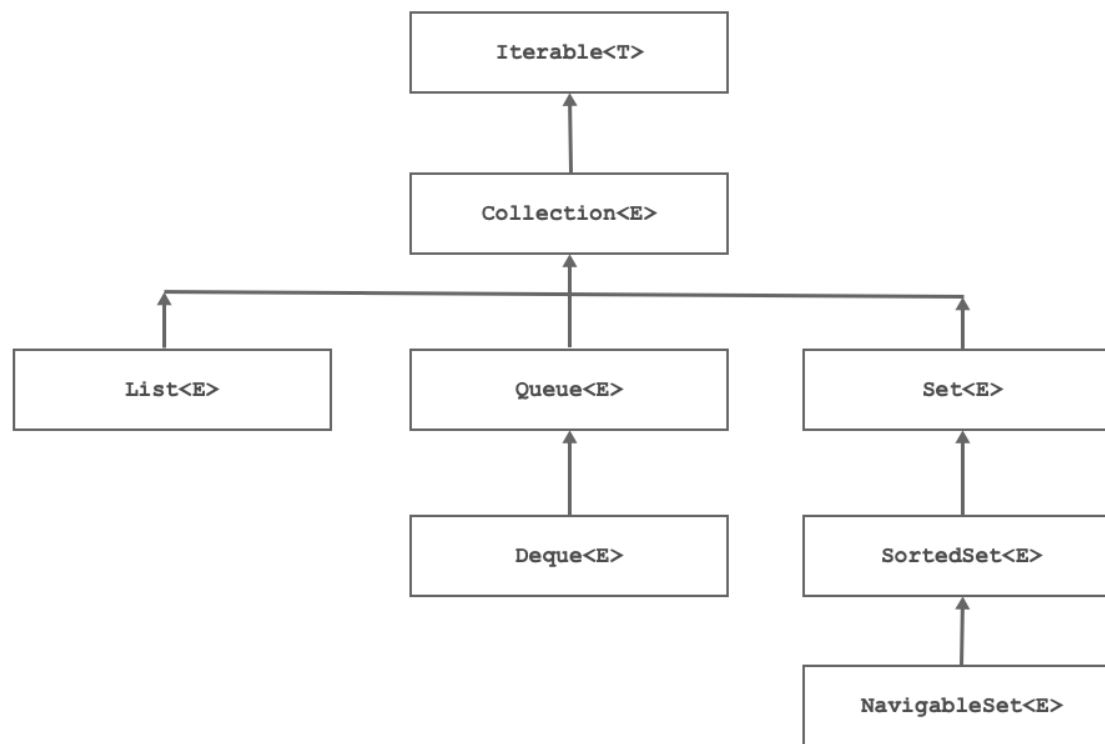 Iterable<T>
Collection<E>
List<E>
Queue<E>
Set<E>
Deque<E>
SortedSet<E>
NavigableSet<E>